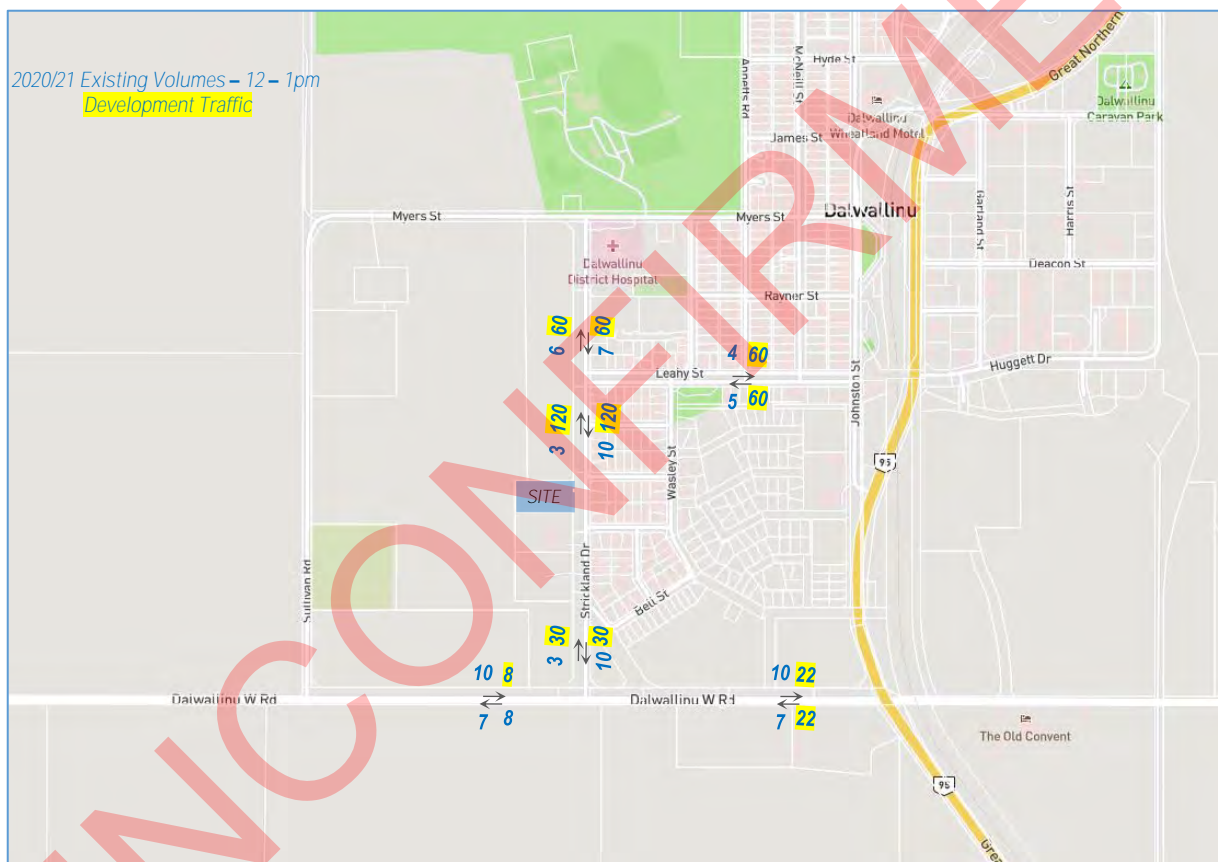 2020/21 Existing Volumes – 12 – 1pm
Development Traffic
Hyde St
Great Northern
Annetts Rd
McNeill St
Dalwallinu
Wheatland Motel
Dalwallinu
Caravan Park
James St
Myers St
Myers St
Dalwallinu
Garland St
Harris St
Dalwallinu
District Hospital
Deacon St
Rayner St
6 60
7 60
4 60
Leahy St
5 60
Huggett Dr
Johnston St
3 120
10 120
Wasley St
95
SITE
Sullivan Rd
Strickland Dr
Bell St
3 30
10 30
10 8
10 22
Dalwallinu W Rd
Dalwallinu W Rd
7 8
7 22
The Old Convent
95
Grea
UNCONFIRME